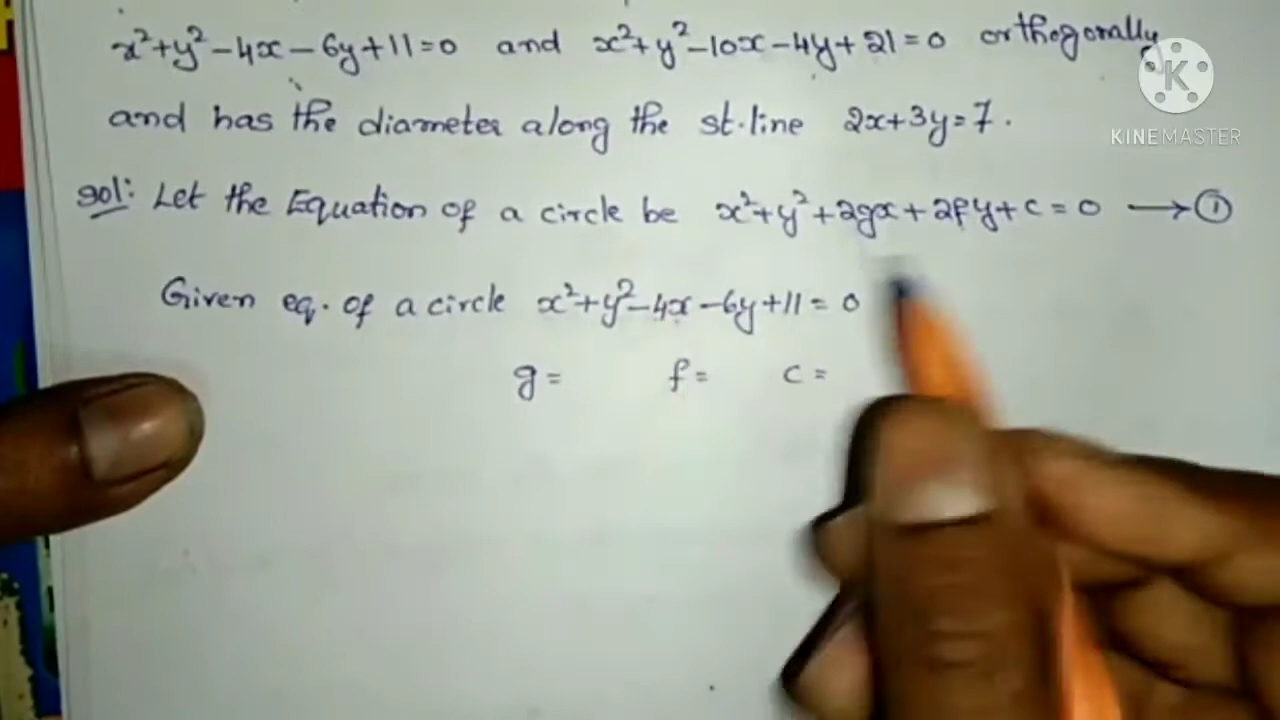 x²+y²-4x-6y+11=0 and x²+y²-10x-4y+21=0 orthogonally
K
KINEMASTER
and has the diameter along the st.line 2x+3y=7.
Sol: Let the Equation of a circle be x²+y²+2gx+2fy+c=0 → ①
Given eq. of a circle x²+y²-4x-6y+11=0
g= f= c=